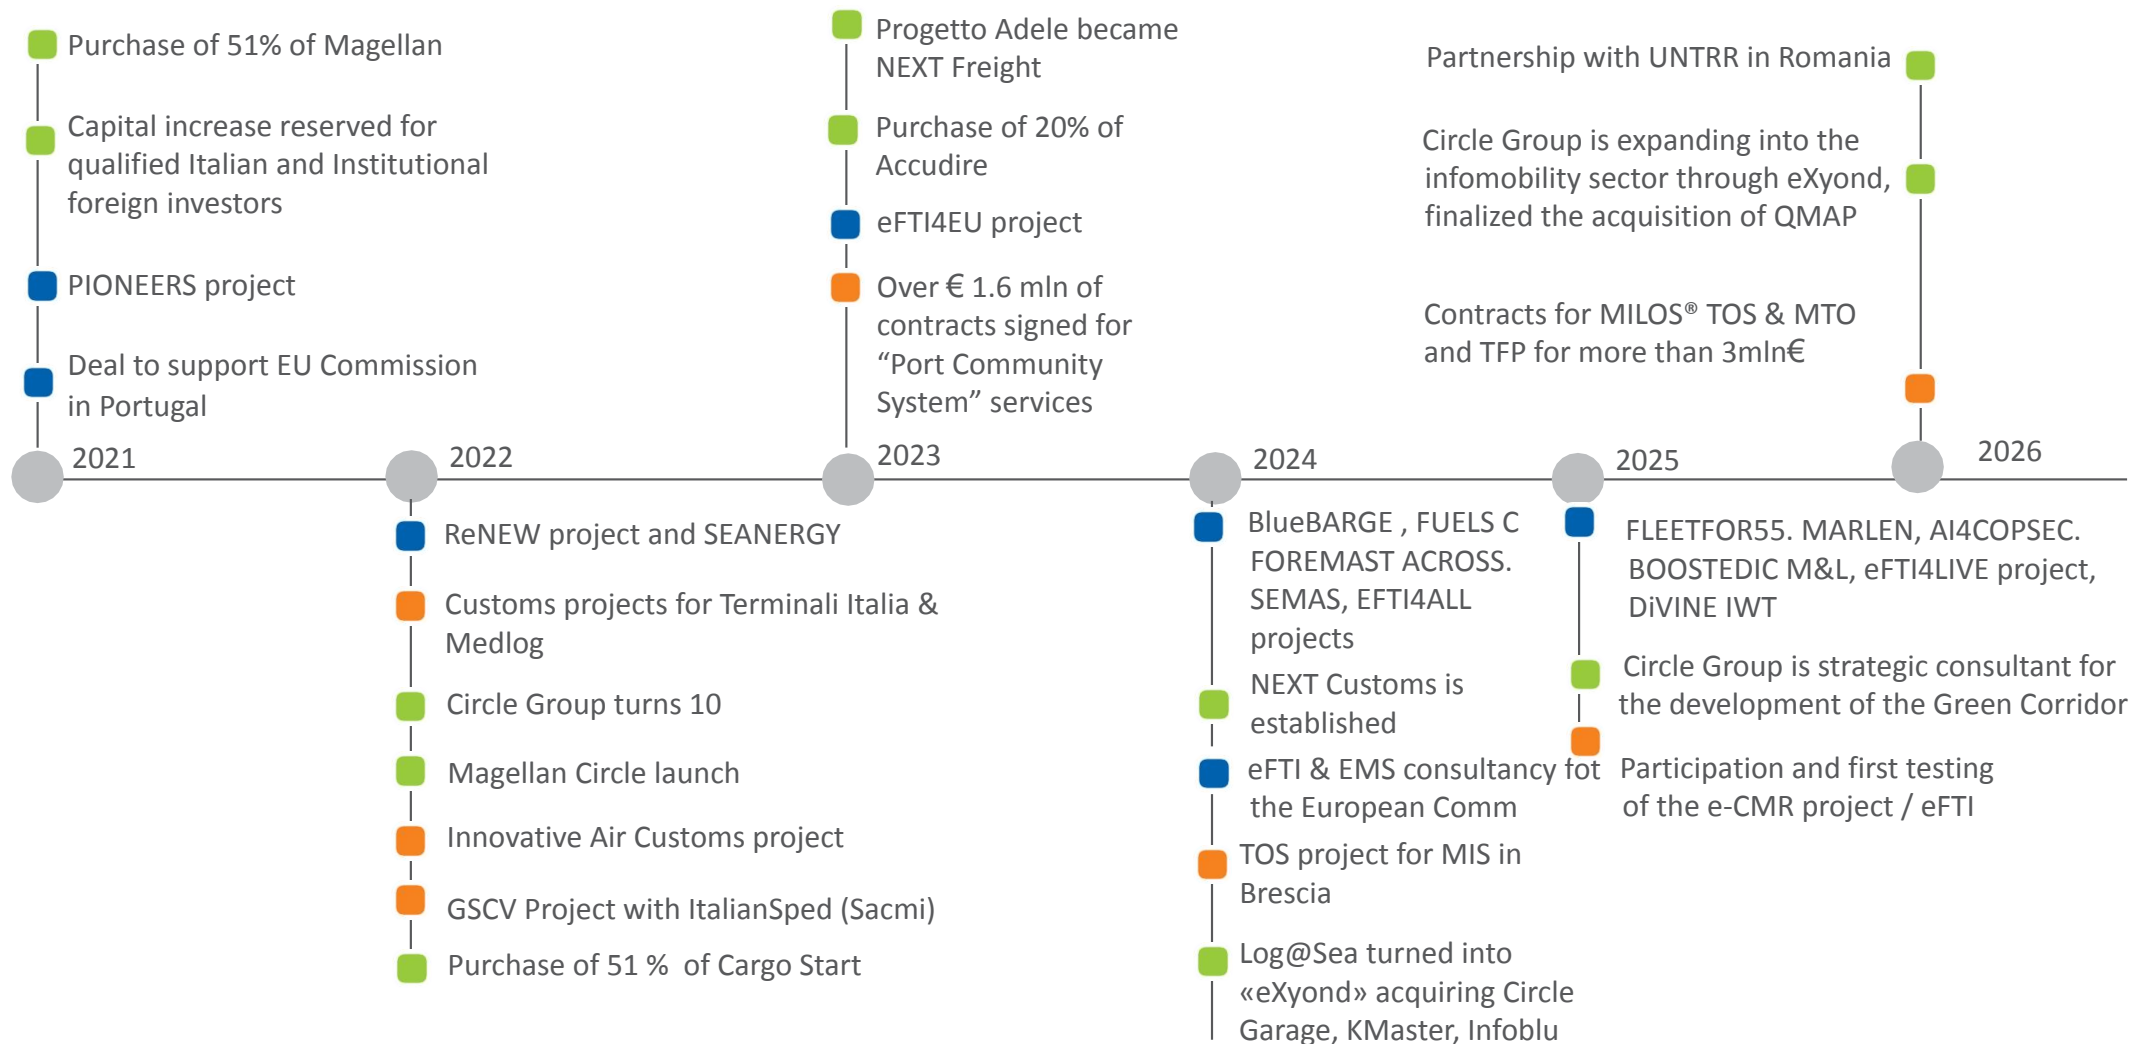 Purchase of 51% of Magellan
Capital increase reserved for
qualified Italian and Institutional
foreign investors
PIONEERS project
Deal to support EU Commission
in Portugal
2021
2022
ReNEW project and SEANERGY
Customs projects for Terminali Italia &
Medlog
Circle Group turns 10
Magellan Circle launch
Innovative Air Customs project
GSCV Project with ItalianSped (Sacmi)
Purchase of 51 % of Cargo Start
Progetto Adele became
NEXT Freight
Purchase of 20% of
Accudire
eFTI4EU project
Over € 1.6 mln of
contracts signed for
“Port Community
System” services
2023
2024
BlueBARGE , FUELS C
FOREMAST ACROSS.
SEMAS, EFTI4ALL
projects
NEXT Customs is
established
eFTI & EMS consultancy fot
the European Comm
TOS project for MIS in
Brescia
Log@Sea turned into
«eXyond» acquiring Circle
Garage, KMaster, Infoblu
2025
FLEETFOR55. MARLEN, AI4COPSEC.
BOOSTEDIC M&L, eFTI4LIVE project,
DiVINE IWT
Circle Group is strategic consultant for
the development of the Green Corridor
Participation and first testing
of the e-CMR project / eFTI
Partnership with UNTRR in Romania
Circle Group is expanding into the
infomobility sector through eXyond,
finalized the acquisition of QMAP
Contracts for MILOS® TOS & MTO
and TFP for more than 3mln€
2026